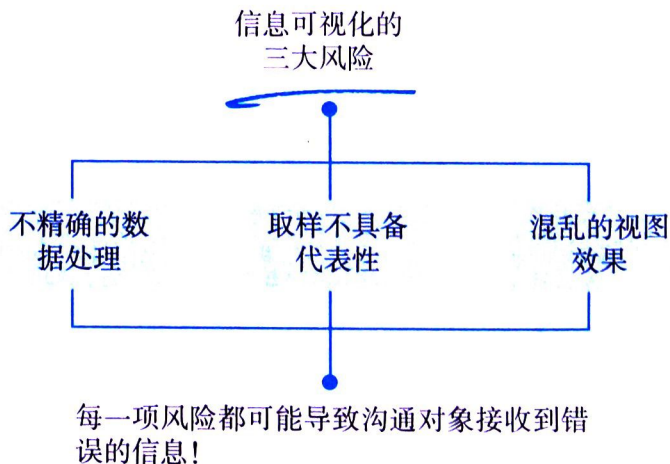 信息可视化的
三大风险
不精确的数
据处理
取样不具备
代表性
混乱的视图
效果
每一项风险都可能导致沟通对象接收到错
误的信息!